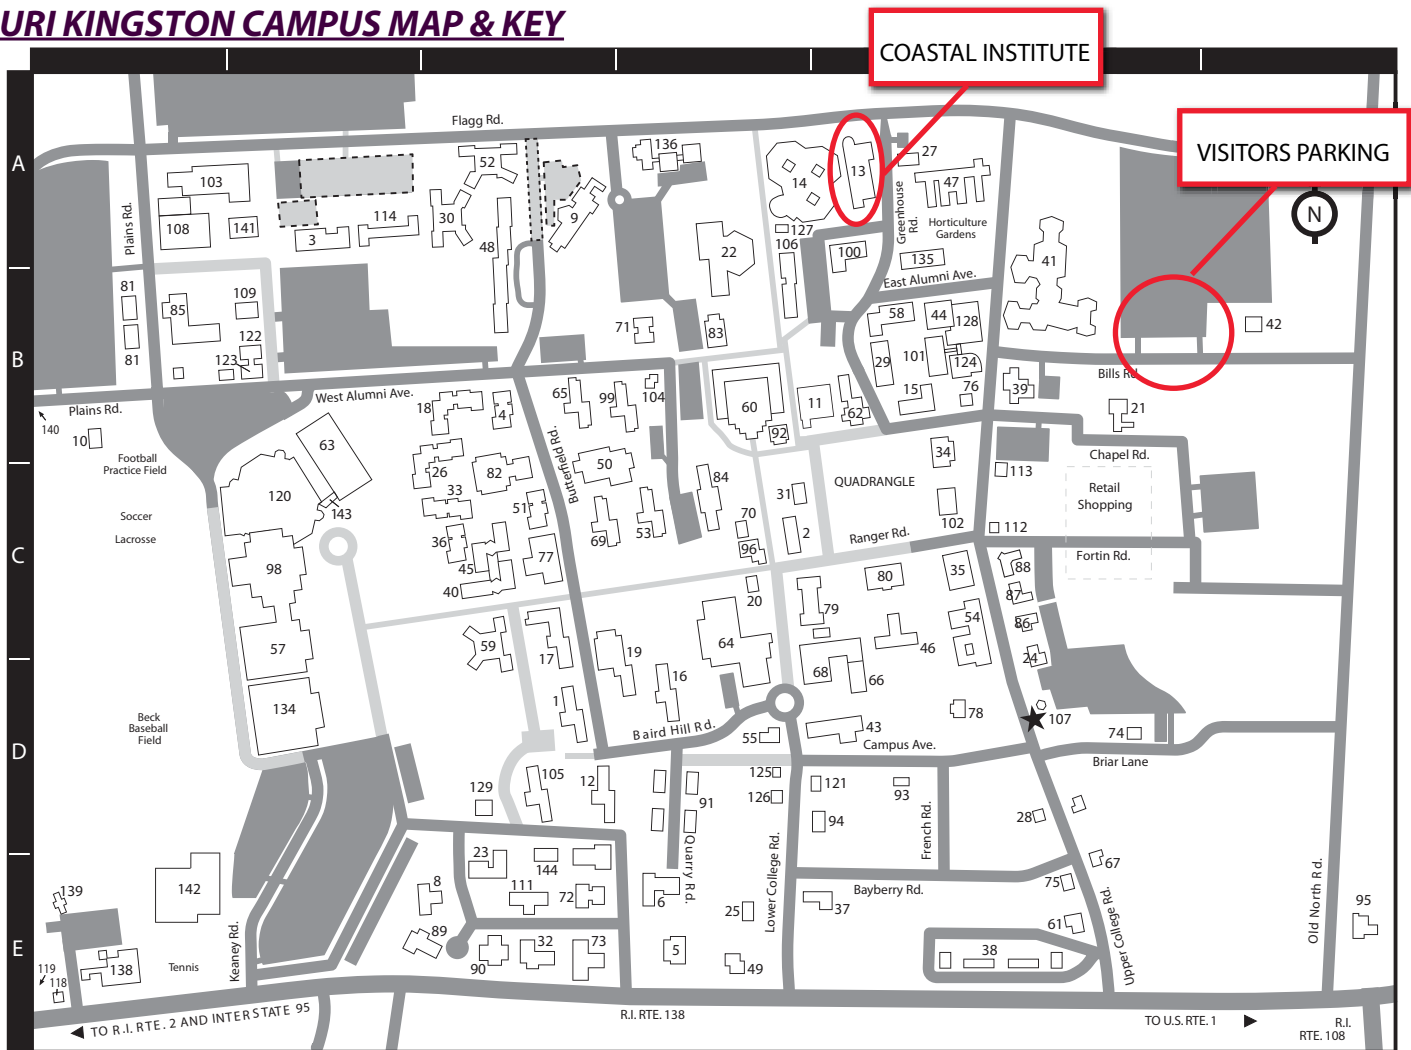 URI KINGSTON CAMPUS MAP & KEY
COASTAL INSTITUTE
VISITORS PARKING
N
A
B
C
D
E
Flagg Rd.
136
52
103
Plains Rd.
108
141
3
114
30
48
9
22
14
13
27
47
Greenhouse
Rd.
Horticulture
Gardens
127
106
100
135
East Alumni Ave.
41
81
85
109
122
123
81
71
83
58
44
128
29
101
124
15
76
42
Bills Rd.
39
21
Plains Rd.
140
10
Football
Practice Field
West Alumni Ave.
18
4
63
65
99
104
60
11
62
92
Butterfield Rd.
26
82
50
84
34
QUADRANGLE
Chapel Rd.
113
Retail
Shopping
120
143
33
51
53
69
31
70
2
96
102
112
Soccer
Lacrosse
36
45
40
77
Ranger Rd.
Fortin Rd.
98
20
79
80
35
88
87
86
24
54
46
57
59
17
19
16
64
68
66
134
1
Beck
Baseball
Field
Baird Hill Rd.
55
43
78
107
74
Campus Ave.
Briar Lane
129
105
12
91
125
126
121
93
94
French Rd.
28
Quarry Rd.
Lower College Rd.
23
144
111
72
8
6
25
37
Bayberry Rd.
75
67
61
Upper College Rd.
Old North Rd.
95
139
142
Keaney Rd.
89
90
32
73
5
49
38
119
118
138
Tennis
TO R.I. RTE. 2 AND INTERSTATE 95
R.I. RTE. 138
TO U.S. RTE. 1
R.I.
RTE. 108